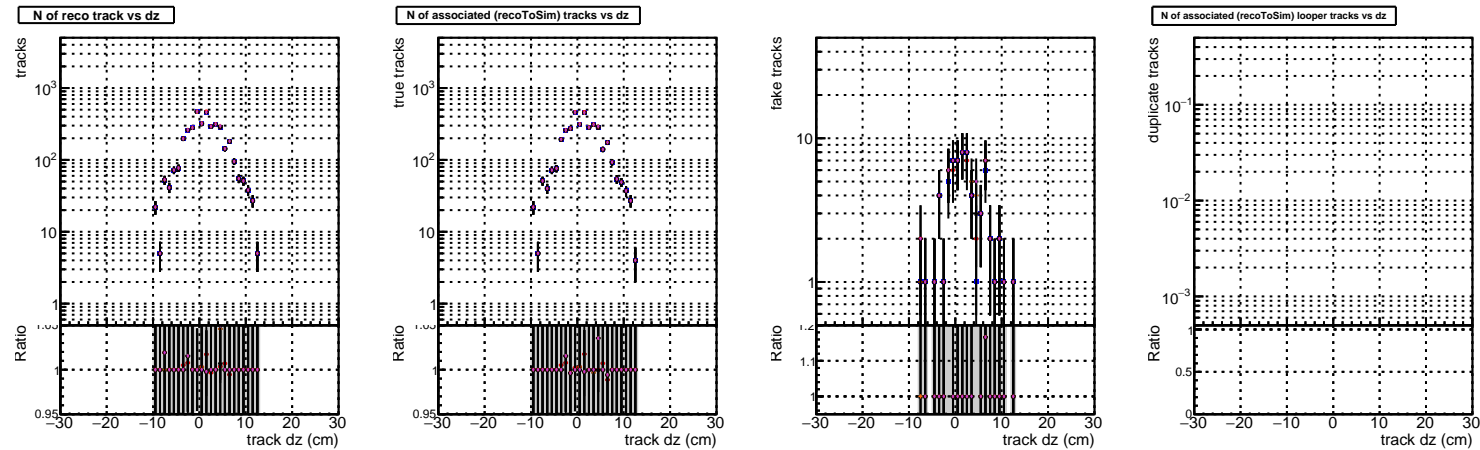 N of reco track vs dz
N of associated (recoToSim) tracks vs dz
N of associated (recoToSim) looper tracks vs dz
tracks
10³
10²
10
1
Ratio
1
0.95
−30 −20 −10 0 10 20 30
track dz (cm)
true tracks
10³
10²
10
1
Ratio
1
0.95
−30 −20 −10 0 10 20 30
track dz (cm)
fake tracks
10
1
Ratio
1.2
1.1
1
−30 −20 −10 0 10 20 30
track dz (cm)
duplicate tracks
10⁻¹
10⁻²
10⁻³
Ratio
1
0.5
0
−30 −20 −10 0 10 20 30
track dz (cm)